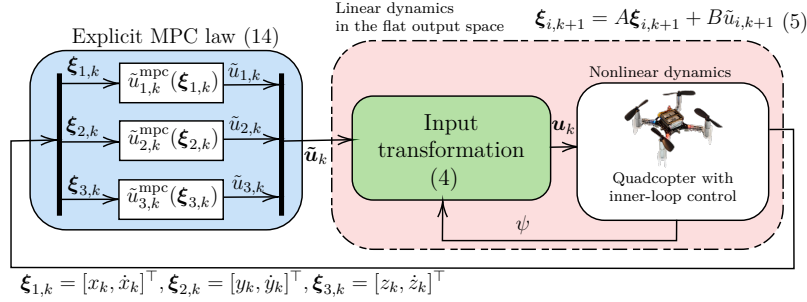 Linear dynamics
in the flat output space
ξ_{i,k+1} = Aξ_{i,k+1} + Bũ_{i,k+1} (5)
Explicit MPC law (14)
ξ_{1,k} ũ^{mpc}_{1,k}(ξ_{1,k}) ũ_{1,k}
ξ_{2,k} ũ^{mpc}_{2,k}(ξ_{2,k}) ũ_{2,k}
ξ_{3,k} ũ^{mpc}_{3,k}(ξ_{3,k}) ũ_{3,k}
ũ_k
Input
transformation
(4)
u_k
Nonlinear dynamics
Quadcopter with
inner-loop control
ψ
ξ_{1,k} = [x_k, ẋ_k]^⊤, ξ_{2,k} = [y_k, ẏ_k]^⊤, ξ_{3,k} = [z_k, ż_k]^⊤